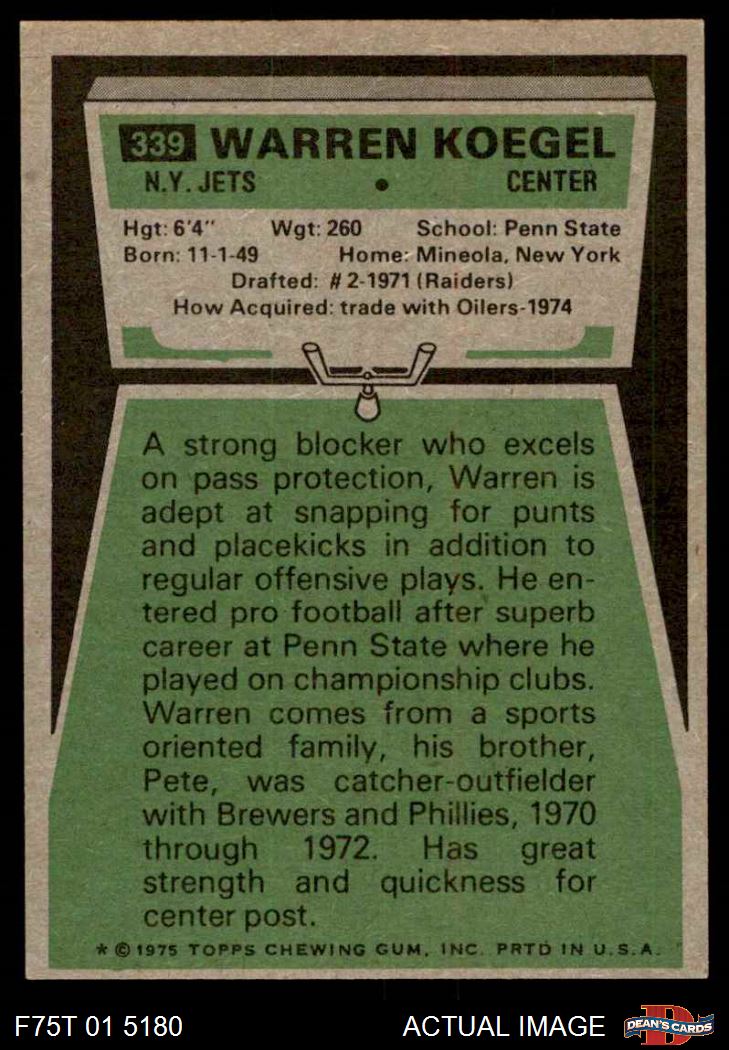 339 WARREN KOEGEL
N.Y. JETS • CENTER
Hgt: 6'4" Wgt: 260 School: Penn State
Born: 11-1-49 Home: Mineola, New York
Drafted: #2-1971 (Raiders)
How Acquired: trade with Oilers-1974
A strong blocker who excels
on pass protection, Warren is
adept at snapping for punts
and placekicks in addition to
regular offensive plays. He en-
tered pro football after superb
career at Penn State where he
played on championship clubs.
Warren comes from a sports
oriented family, his brother,
Pete, was catcher-outfielder
with Brewers and Phillies, 1970
through 1972. Has great
strength and quickness for
center post.
* © 1975 TOPPS CHEWING GUM, INC. PRTD IN U.S.A.
F75T 01 5180 ACTUAL IMAGE D DEAN'S CARDS